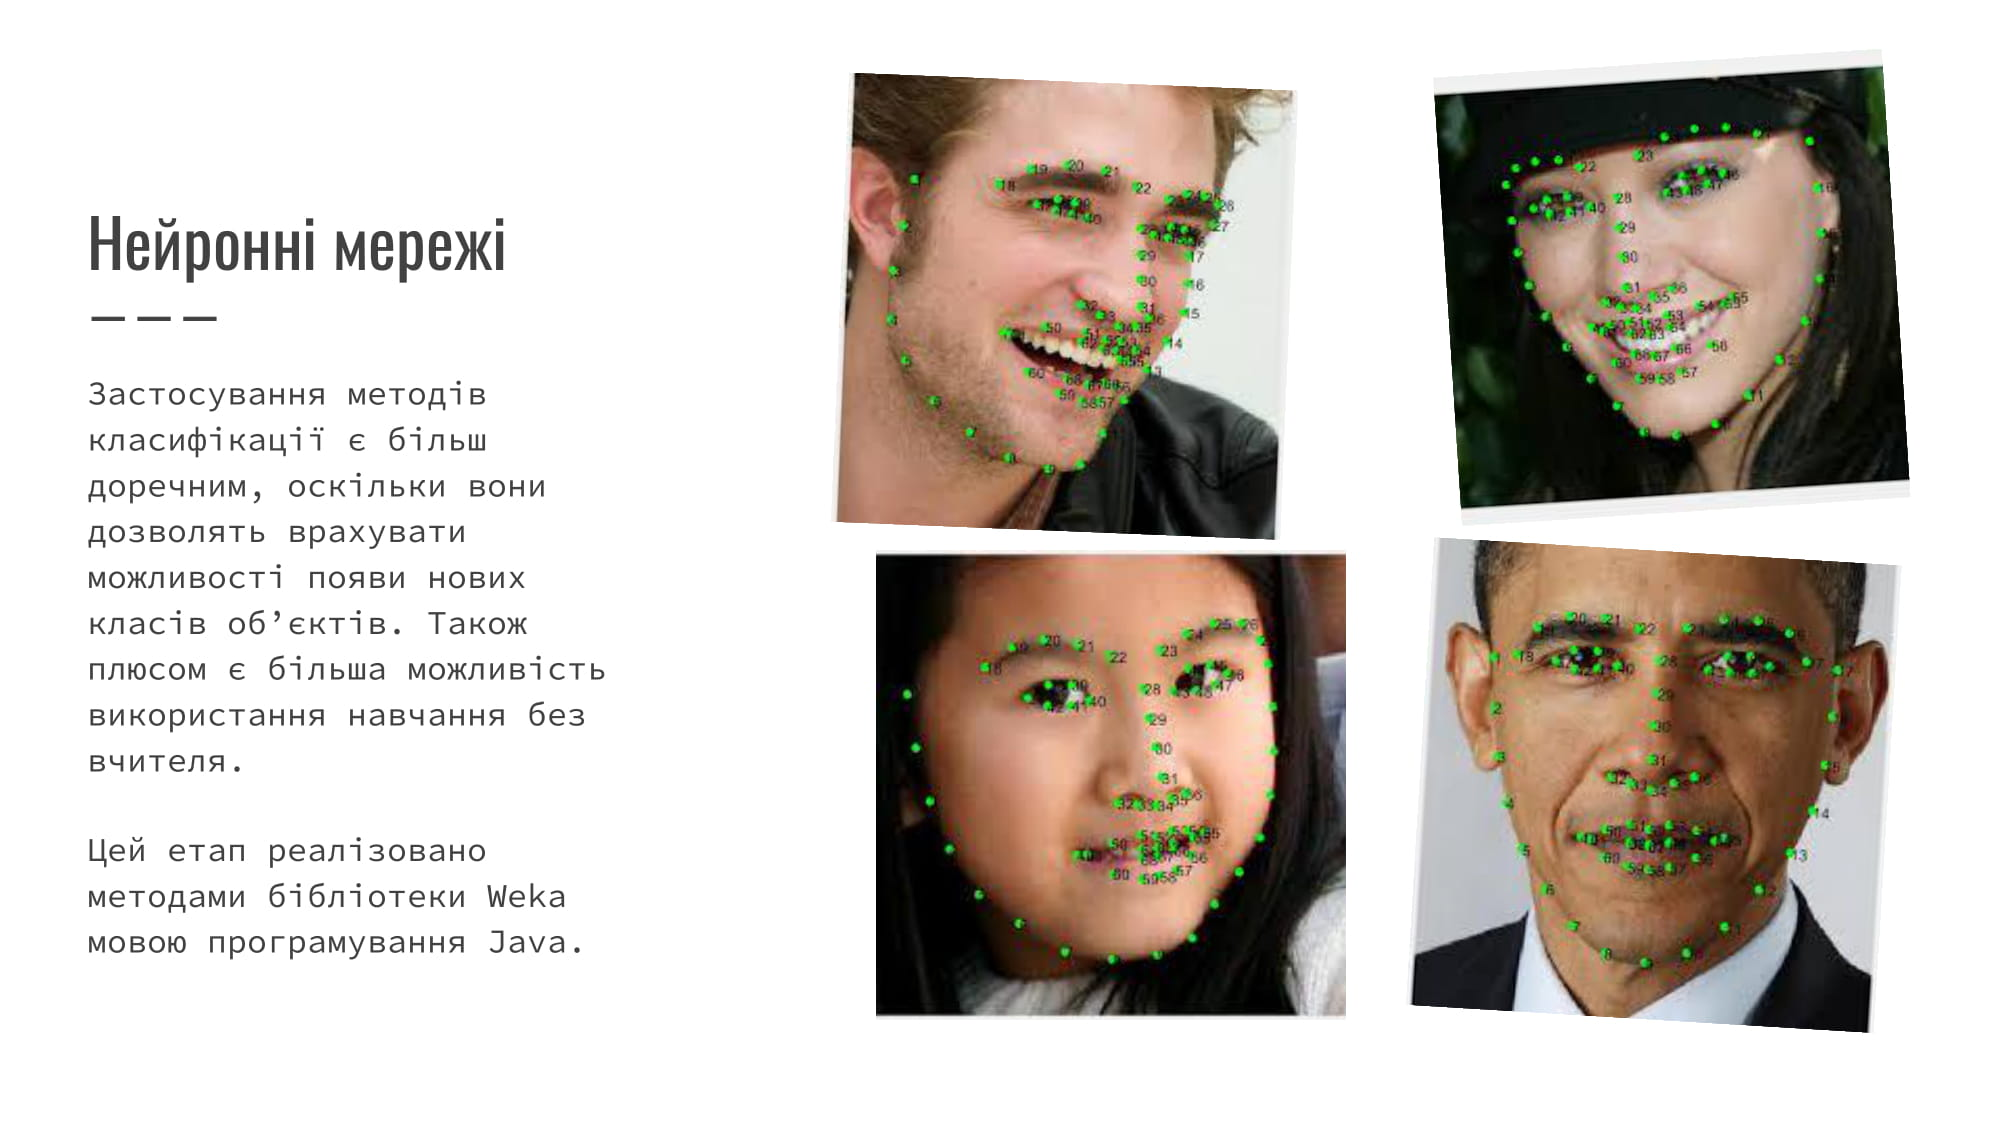 Нейронні мережі
Застосування методів
класифікації є більш
доречним, оскільки вони
дозволять врахувати
можливості появи нових
класів об’єктів. Також
плюсом є більша можливість
використання навчання без
вчителя.
Цей етап реалізовано
методами бібліотеки Weka
мовою програмування Java.